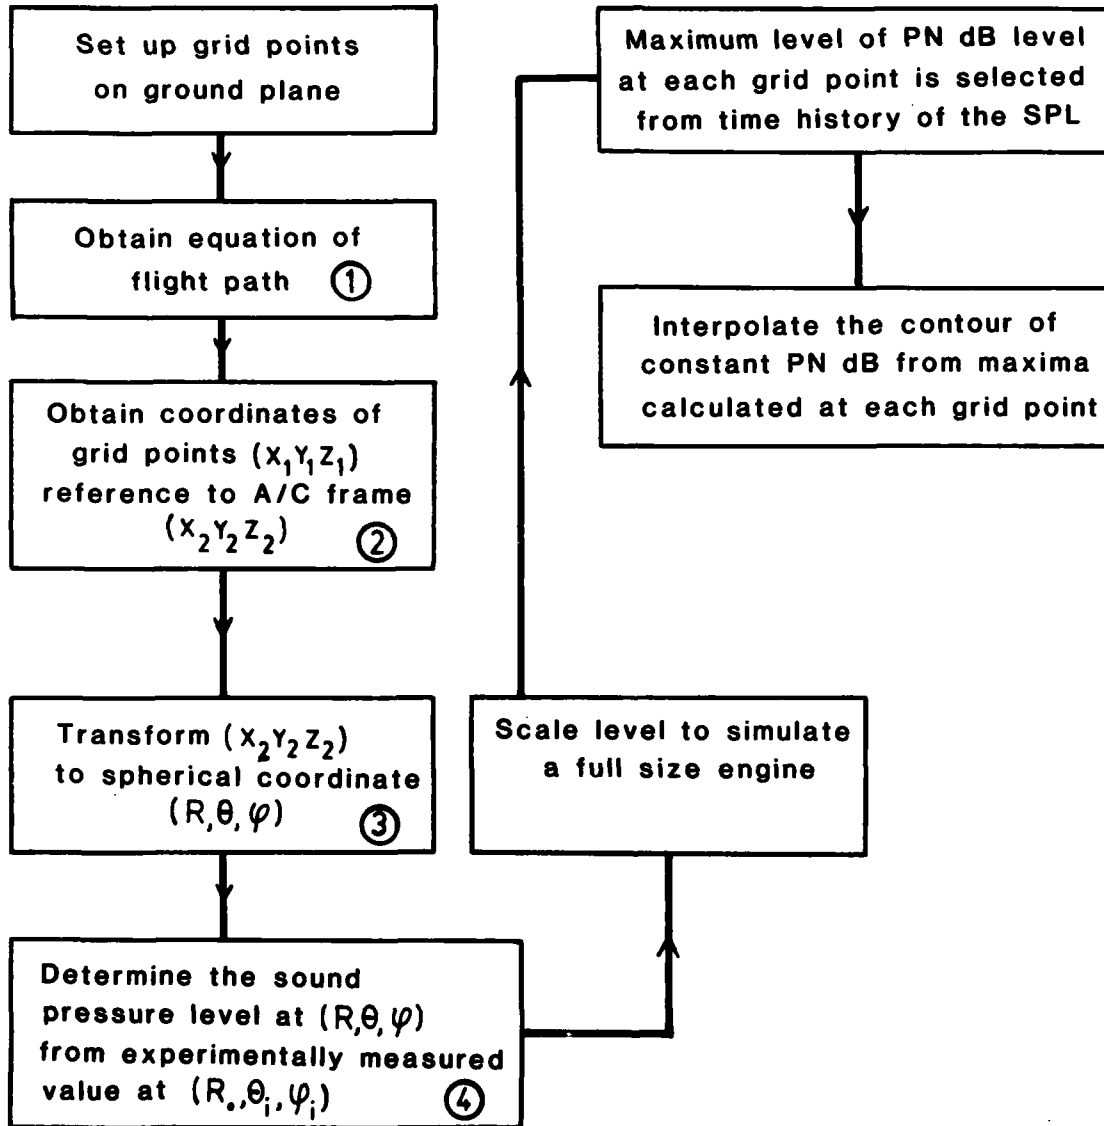 Set up grid points
on ground plane
Obtain equation of
flight path ①
Obtain coordinates of
grid points (X₁Y₁Z₁)
reference to A/C frame
(X₂Y₂Z₂) ②
Transform (X₂Y₂Z₂)
to spherical coordinate
(R,θ,φ) ③
Determine the sound
pressure level at (R,θ,φ)
from experimentally measured
value at (R₀,θᵢ,φᵢ) ④
Scale level to simulate
a full size engine
Maximum level of PN dB level
at each grid point is selected
from time history of the SPL
Interpolate the contour of
constant PN dB from maxima
calculated at each grid point